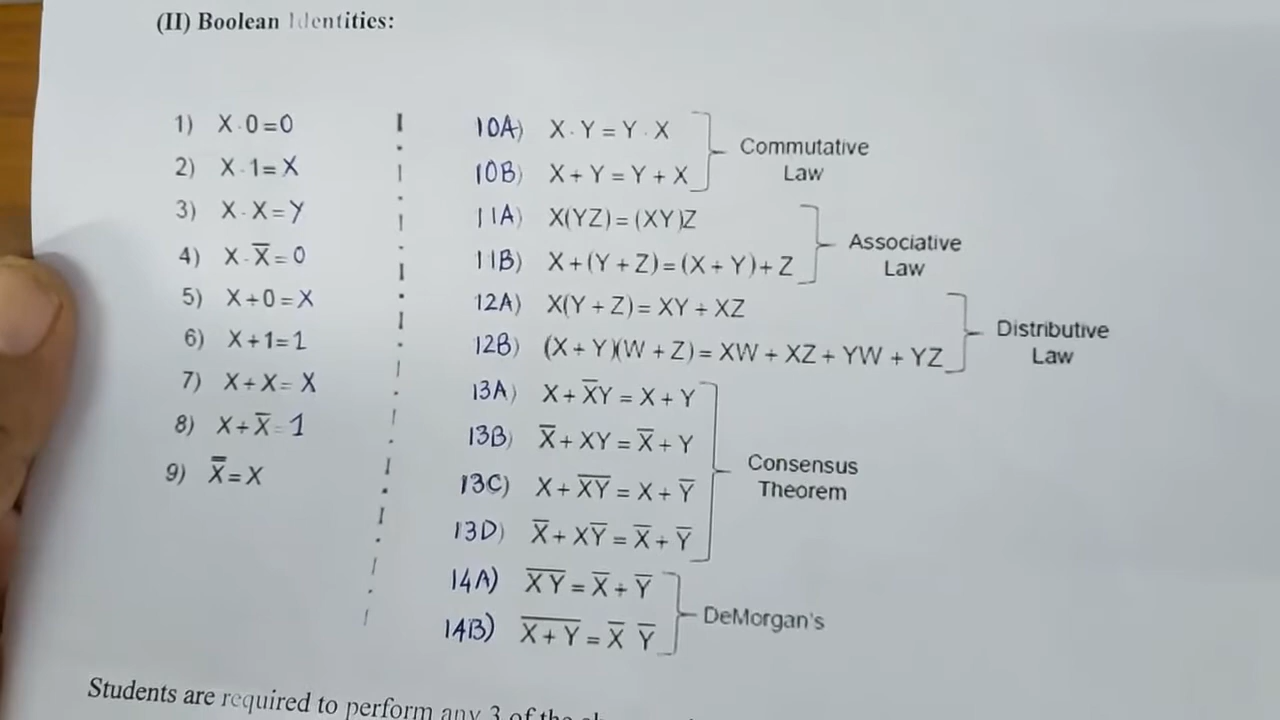 (II) Boolean Identities:
1) X·0=0
2) X·1=X
3) X·X=Y
4) X·X̅=0
5) X+0=X
6) X+1=1
7) X+X=X
8) X+X̅=1
9) X̿=X
10A) X·Y=Y·X
10B) X+Y=Y+X
Commutative
Law
11A) X(YZ)=(XY)Z
11B) X+(Y+Z)=(X+Y)+Z
Associative
Law
12A) X(Y+Z)=XY+XZ
12B) (X+Y)(W+Z)=XW+XZ+YW+YZ
Distributive
Law
13A) X+X̅Y=X+Y
13B) X̅+XY=X̅+Y
13C) X+X̅Y̅=X+Y̅
13D) X̅+XY̅=X̅+Y̅
Consensus
Theorem
14A) X̅Y̅=X̅+Y̅
14B) X̅+̅Y̅=X̅ Y̅
DeMorgan's
Students are required to perform any 3 of the